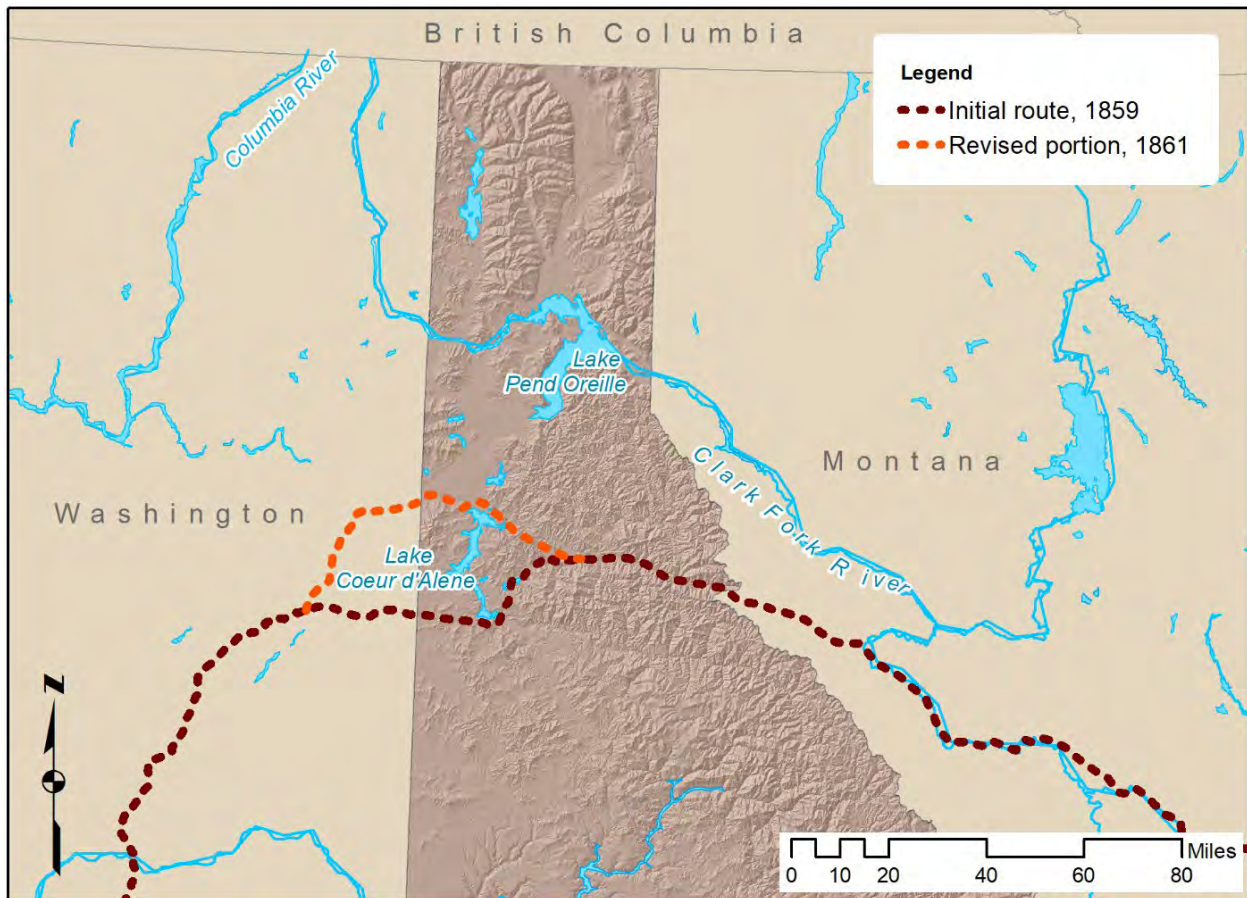 British Columbia
Legend
Initial route, 1859
Revised portion, 1861
Columbia River
Lake
Pend Oreille
Clark Fork River
Montana
Washington
Lake
Coeur d'Alene
N
Miles
0 10 20 40 60 80